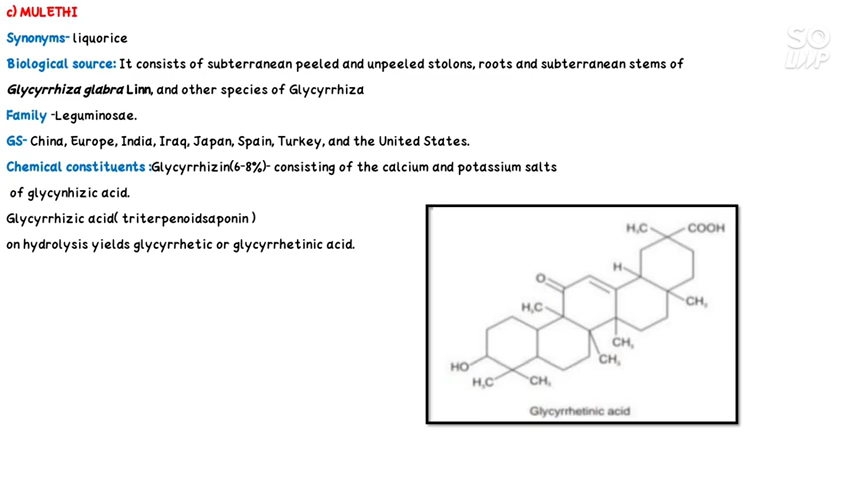 c) MULETHI
Synonyms- liquorice
Biological source: It consists of subterranean peeled and unpeeled stolons, roots and subterranean stems of
Glycyrrhiza glabra Linn, and other species of Glycyrrhiza
Family -Leguminosae.
GS- China, Europe, India, Iraq, Japan, Spain, Turkey, and the United States.
Chemical constituents :Glycyrrhizin(6-8%)- consisting of the calcium and potassium salts
of glycynhizic acid.
Glycyrrhizic acid( triterpenoidsaponin )
on hydrolysis yields glycyrrhetic or glycyrrhetinic acid.
H₃C COOH
H
O
H₃C
CH₃
CH₃
CH₃
HO
H₃C CH₃
Glycyrrhetinic acid